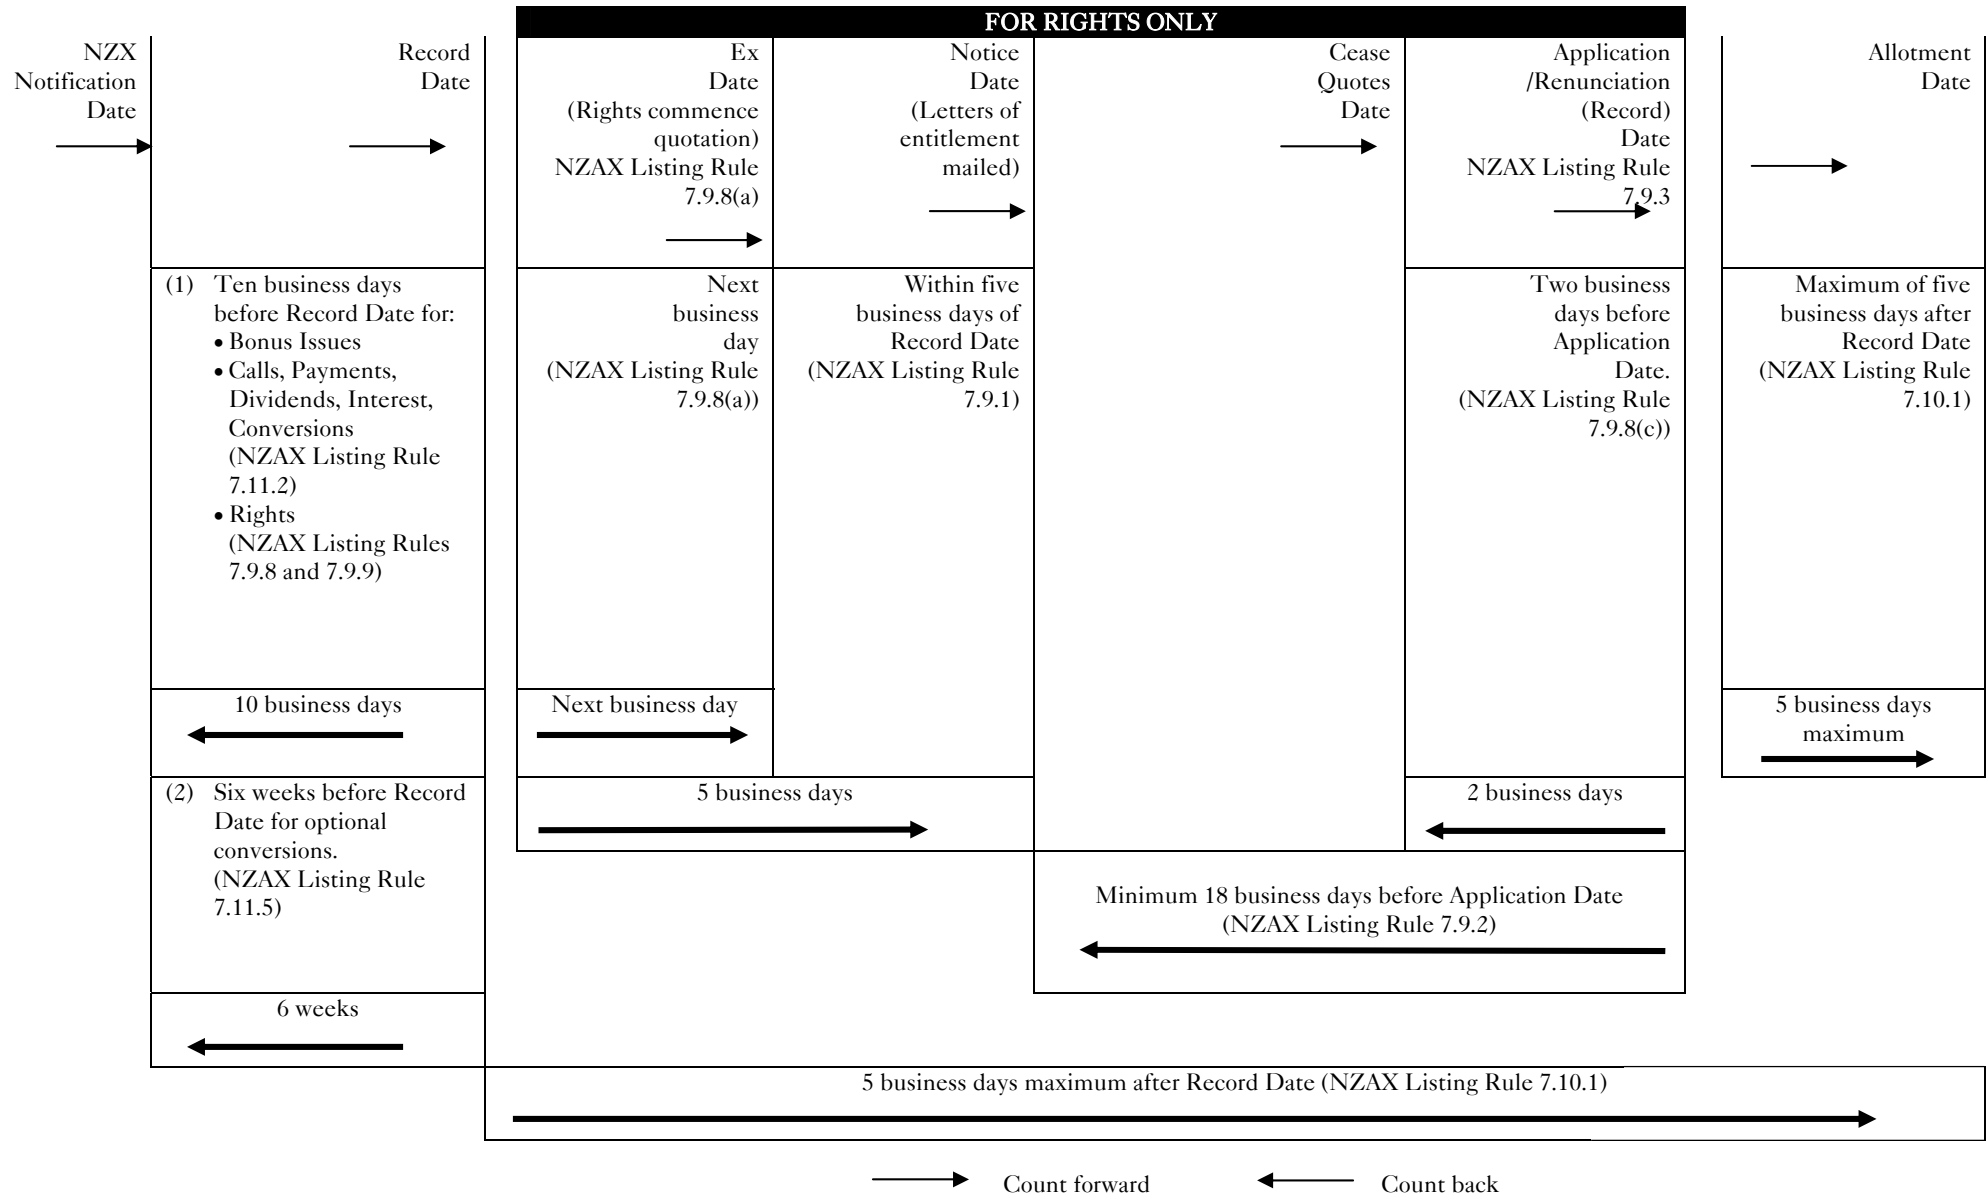 FOR RIGHTS ONLY
NZX
Notification
Date
Record
Date
Ex
Date
(Rights commence
quotation)
NZAX Listing Rule
7.9.8(a)
Notice
Date
(Letters of
entitlement
mailed)
Cease
Quotes
Date
Application
/Renunciation
(Record)
Date
NZAX Listing Rule
7.9.3
Allotment
Date
(1) Ten business days
before Record Date for:
• Bonus Issues
• Calls, Payments,
Dividends, Interest,
Conversions
(NZAX Listing Rule
7.11.2)
• Rights
(NZAX Listing Rules
7.9.8 and 7.9.9)
Next
business
day
(NZAX Listing Rule
7.9.8(a))
Within five
business days of
Record Date
(NZAX Listing Rule
7.9.1)
Two business
days before
Application
Date.
(NZAX Listing Rule
7.9.8(c))
Maximum of five
business days after
Record Date
(NZAX Listing Rule
7.10.1)
10 business days
Next business day
5 business days
maximum
(2) Six weeks before Record
Date for optional
conversions.
(NZAX Listing Rule
7.11.5)
5 business days
2 business days
Minimum 18 business days before Application Date
(NZAX Listing Rule 7.9.2)
6 weeks
5 business days maximum after Record Date (NZAX Listing Rule 7.10.1)
Count forward
Count back